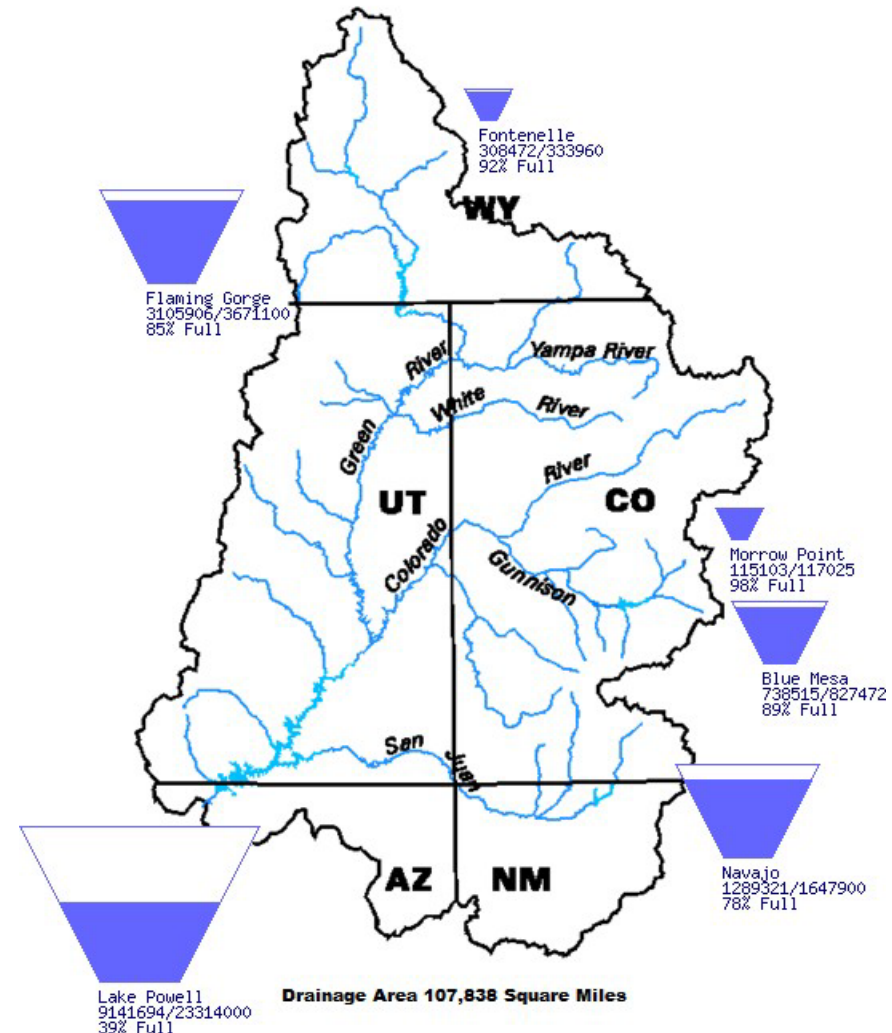 Fontenelle
308472/333960
92% Full
WY
Flaming Gorge
3105906/3671100
85% Full
River
Yampa River
White
River
Green
River
UT
CO
Colorado
Gunnison
Morrow Point
115103/117025
98% Full
Blue Mesa
738515/827472
89% Full
San
Juan
AZ
NM
Navajo
1289321/1647900
78% Full
Lake Powell
9141694/23314000
39% Full
Drainage Area 107,838 Square Miles